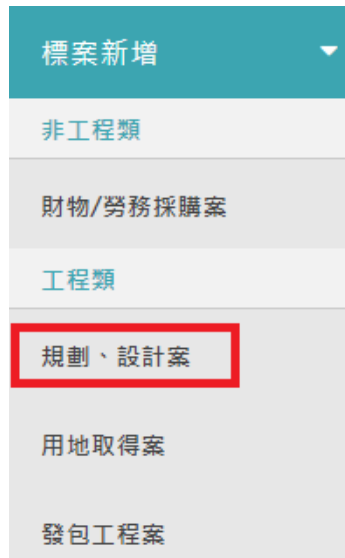 標案新增
非工程類
財物/勞務採購案
工程類
規劃、設計案
用地取得案
發包工程案